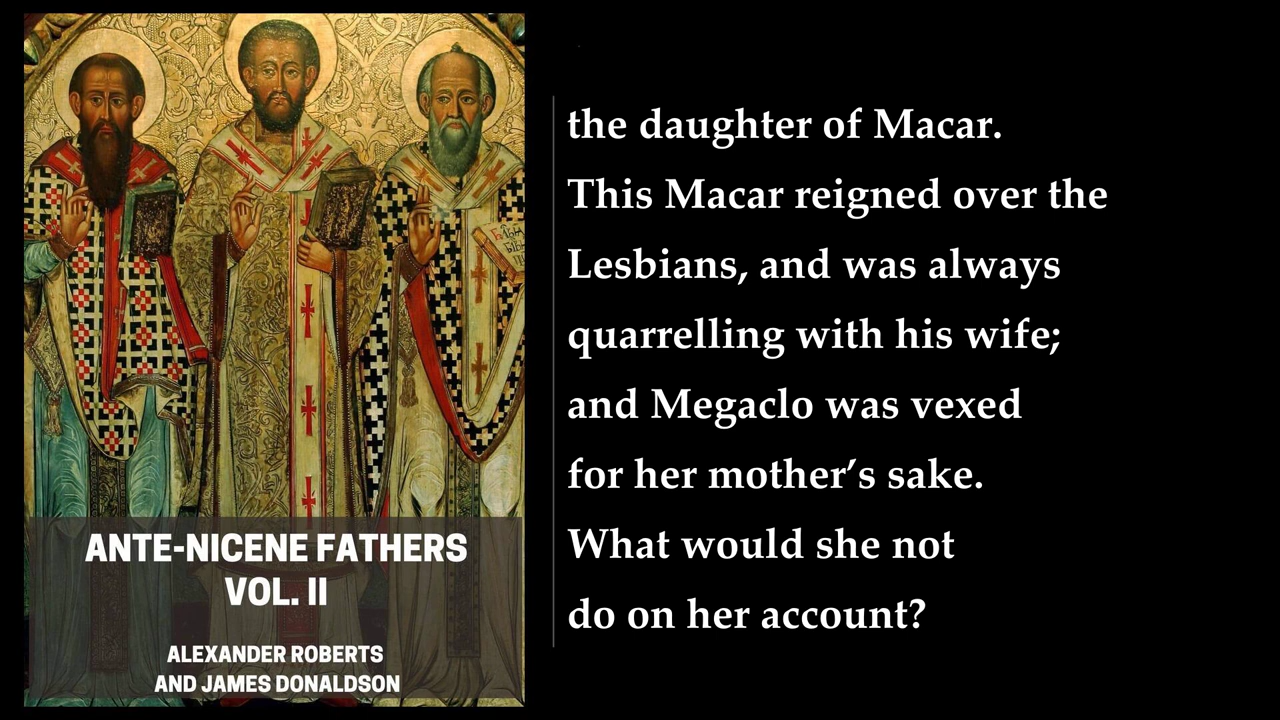 ANTE-NICENE FATHERS
VOL. II
ALEXANDER ROBERTS
AND JAMES DONALDSON
the daughter of Macar.
This Macar reigned over the
Lesbians, and was always
quarrelling with his wife;
and Megaclo was vexed
for her mother’s sake.
What would she not
do on her account?